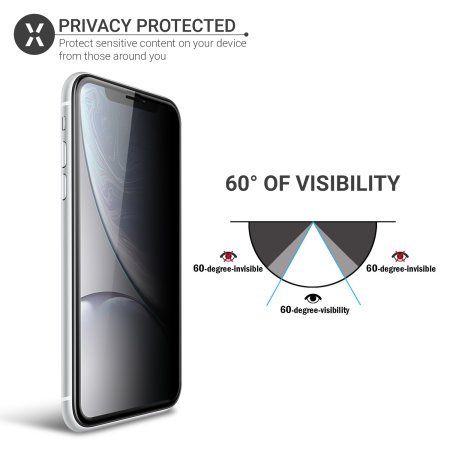 PRIVACY PROTECTED
Protect sensitive content on your device
from those around you
60° OF VISIBILITY
60-degree-invisible
60-degree-invisible
60-degree-visibility